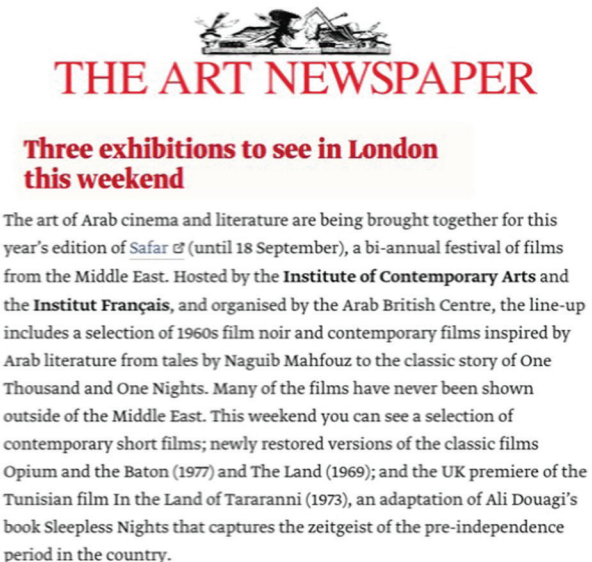 THE ART NEWSPAPER
Three exhibitions to see in London
this weekend
The art of Arab cinema and literature are being brought together for this
year's edition of Safar (until 18 September), a bi-annual festival of films
from the Middle East. Hosted by the Institute of Contemporary Arts and
the Institut Français, and organised by the Arab British Centre, the line-up
includes a selection of 1960s film noir and contemporary films inspired by
Arab literature from tales by Naguib Mahfouz to the classic story of One
Thousand and One Nights. Many of the films have never been shown
outside of the Middle East. This weekend you can see a selection of
contemporary short films; newly restored versions of the classic films
Opium and the Baton (1977) and The Land (1969); and the UK premiere of the
Tunisian film In the Land of Tararanni (1973), an adaptation of Ali Douagi's
book Sleepless Nights that captures the zeitgeist of the pre-independence
period in the country.